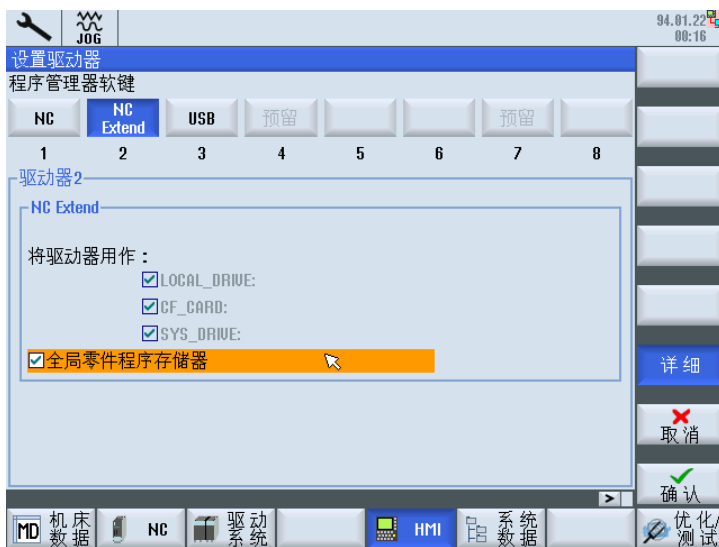 JOG
94.01.22
00:16
设置驱动器
程序管理器软键
NC
NC Extend
USB
预留
预留
1 2 3 4 5 6 7 8
驱动器2
NC Extend
将驱动器用作：
LOCAL_DRIVE:
CF_CARD:
SYS_DRIVE:
全局零件程序存储器
详细
取消
确认
>
MD 机床数据
NC
驱动系统
HMI
系统数据
优化/测试